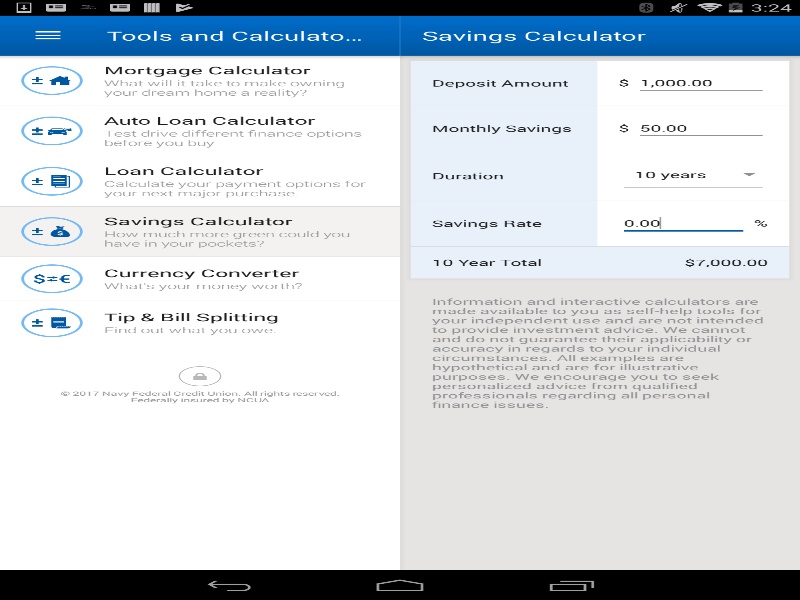 3:24
Tools and Calculato...
Savings Calculator
Mortgage Calculator
What will it take to make owning
your dream home a reality?
Auto Loan Calculator
Test drive different finance options
before you buy
Loan Calculator
Calculate your payment options for
your next major purchase
Savings Calculator
How much more green could you
have in your pockets?
Currency Converter
What's your money worth?
Tip & Bill Splitting
Find out what you owe.
© 2017 Navy Federal Credit Union. All rights reserved.
Federally insured by NCUA
Deposit Amount $ 1,000.00
Monthly Savings $ 50.00
Duration 10 years
Savings Rate 0.00 %
10 Year Total $7,000.00
Information and interactive calculators are
made available to you as self-help tools for
your independent use and are not intended
to provide investment advice. We cannot
and do not guarantee their applicability or
accuracy in regards to your individual
circumstances. All examples are
hypothetical and are for illustrative
purposes. We encourage you to seek
personalized advice from qualified
professionals regarding all personal
finance issues.